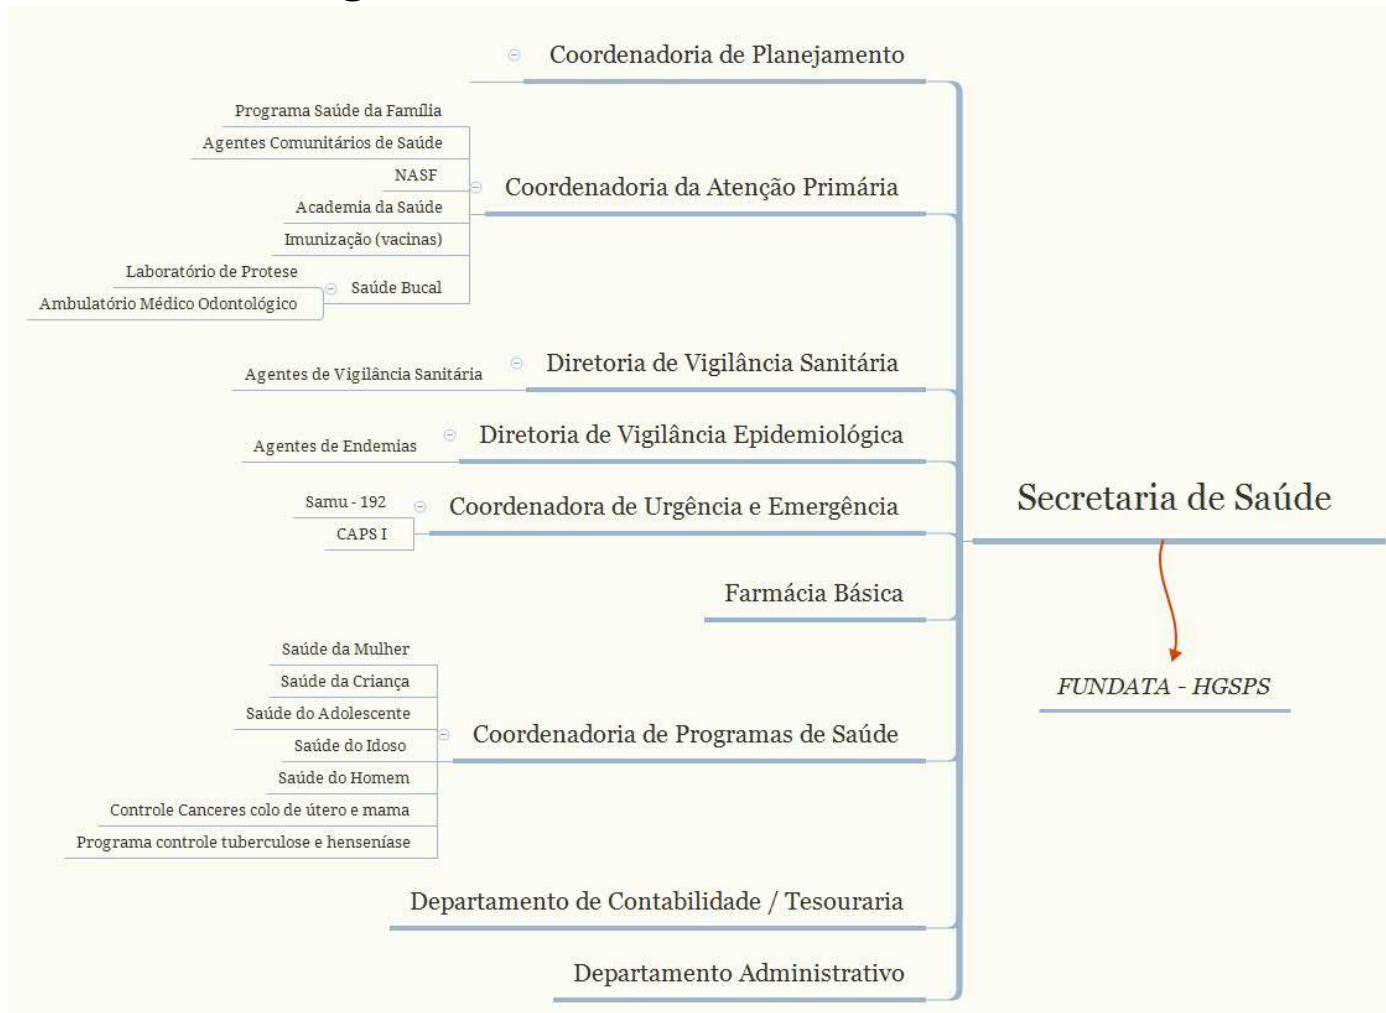 Coordenadoria de Planejamento
Programa Saúde da Família
Agentes Comunitários de Saúde
NASF
Coordenadoria da Atenção Primária
Academia da Saúde
Imunização (vacinas)
Laboratório de Protese
Saúde Bucal
Ambulatório Médico Odontológico
Diretoria de Vigilância Sanitária
Agentes de Vigilância Sanitária
Diretoria de Vigilância Epidemiológica
Agentes de Endemias
Samu - 192
Coordenadora de Urgência e Emergência
CAPS I
Secretaria de Saúde
Farmácia Básica
FUNDATA - HGSPS
Saúde da Mulher
Saúde da Criança
Saúde do Adolescente
Coordenadoria de Programas de Saúde
Saúde do Idoso
Saúde do Homem
Controle Canceres colo de útero e mama
Programa controle tuberculose e henseníase
Departamento de Contabilidade / Tesouraria
Departamento Administrativo